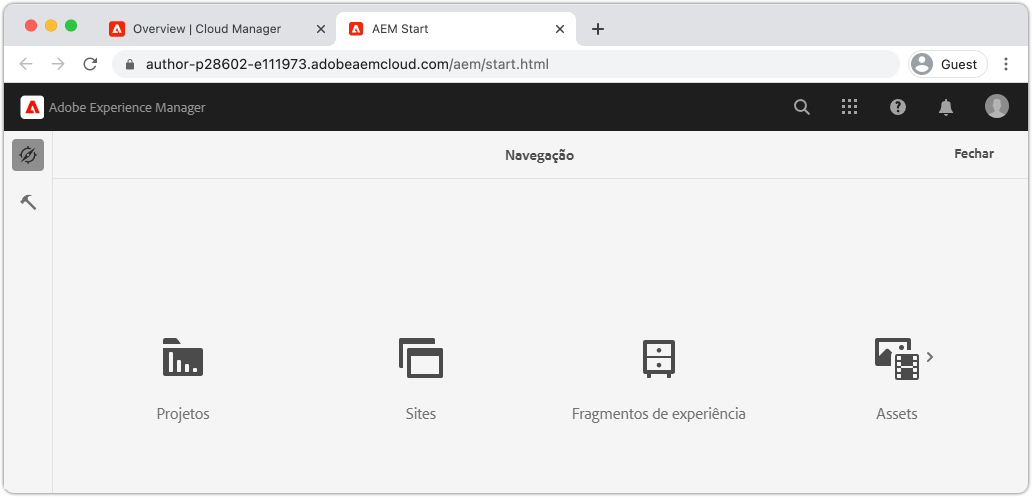 Overview | Cloud Manager
AEM Start
author-p28602-e111973.adobeaemcloud.com/aem/start.html
Guest
Adobe Experience Manager
Navegação
Fechar
Projetos
Sites
Fragmentos de experiência
Assets